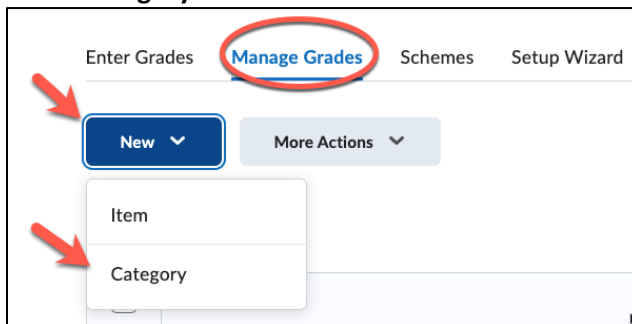 Enter Grades Manage Grades Schemes Setup Wizard
New More Actions
Item
Category